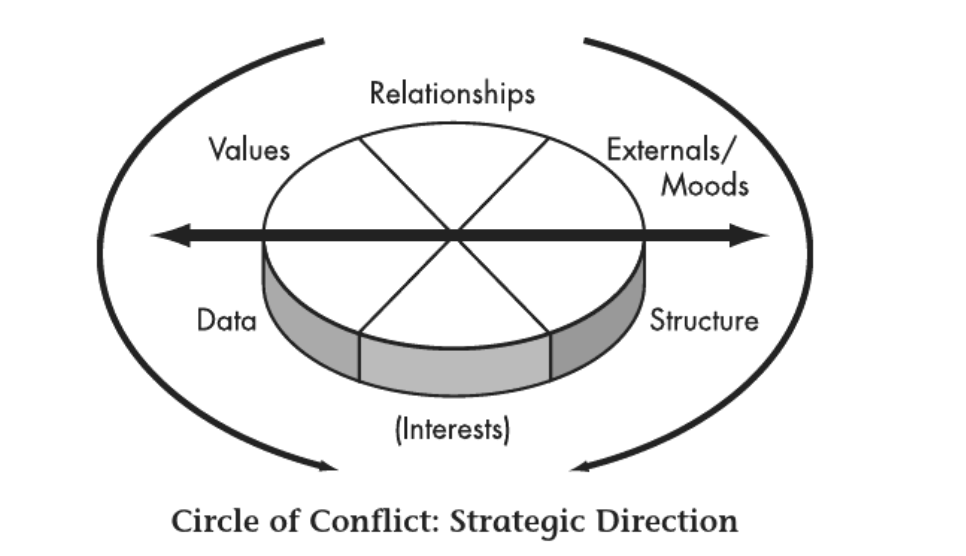 Relationships
Values
Externals/
Moods
Data
Structure
(Interests)
Circle of Conflict: Strategic Direction